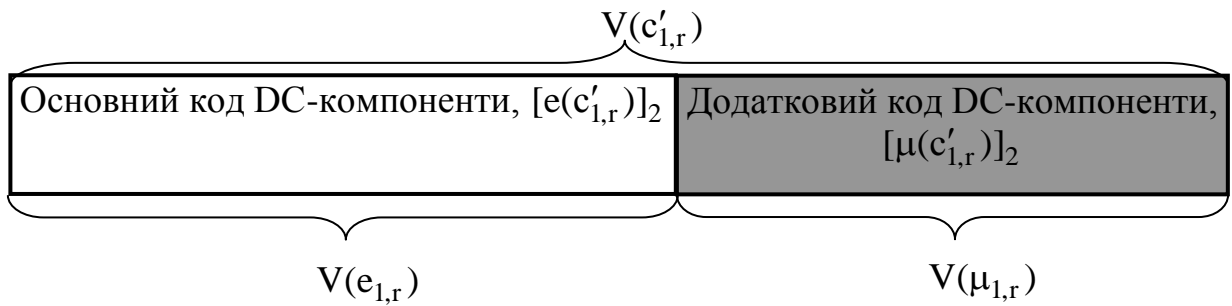 V(c′₁,ᵣ)
Основний код DC-компоненти, [e(c′₁,ᵣ)]₂
Додатковий код DC-компоненти,
[μ(c′₁,ᵣ)]₂
V(e₁,ᵣ)
V(μ₁,ᵣ)